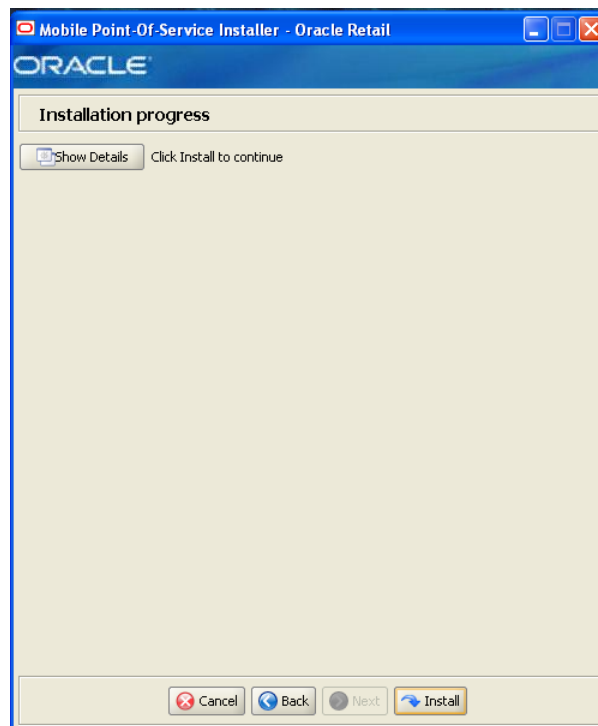 Mobile Point-Of-Service Installer - Oracle Retail
ORACLE
Installation progress
Show Details Click Install to continue
Cancel Back Next Install